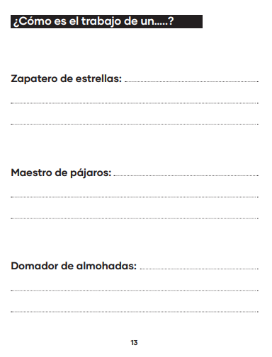 ¿Cómo es el trabajo de un.....?
Zapatero de estrellas:
Maestro de pájaros:
Domador de almohadas:
13